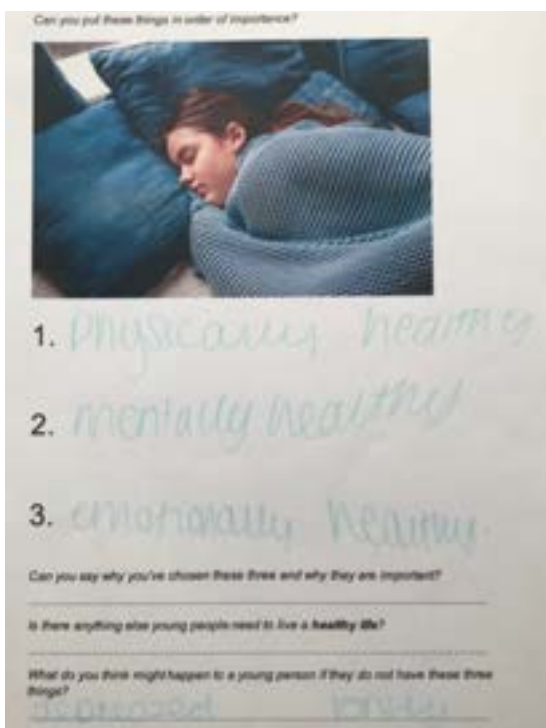 Can you put these things in order of importance?
1. Physically healthy
2. mentally healthy
3. emotionally healthy.
Can you say why you've chosen these three and why they are important?
Is there anything else young people need to live a healthy life?
What do you think might happen to a young person if they do not have these three
things?